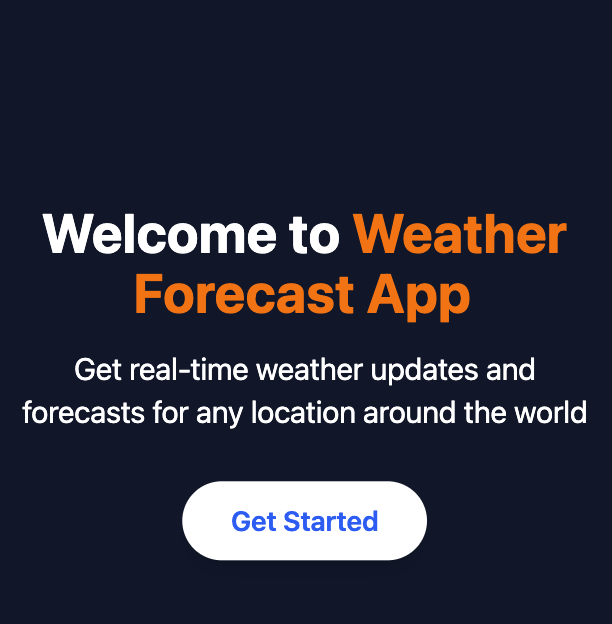 Welcome to Weather
Forecast App
Get real-time weather updates and
forecasts for any location around the world
Get Started